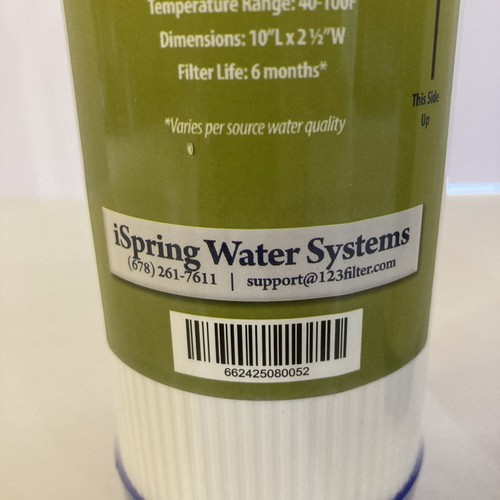 Temperature Range: 40-100F
Dimensions: 10"L x 2 ½"W
Filter Life: 6 months*
*Varies per source water quality
This Side
Up
iSpring Water Systems
(678) 261-7611 | support@123filter.com
662425080052